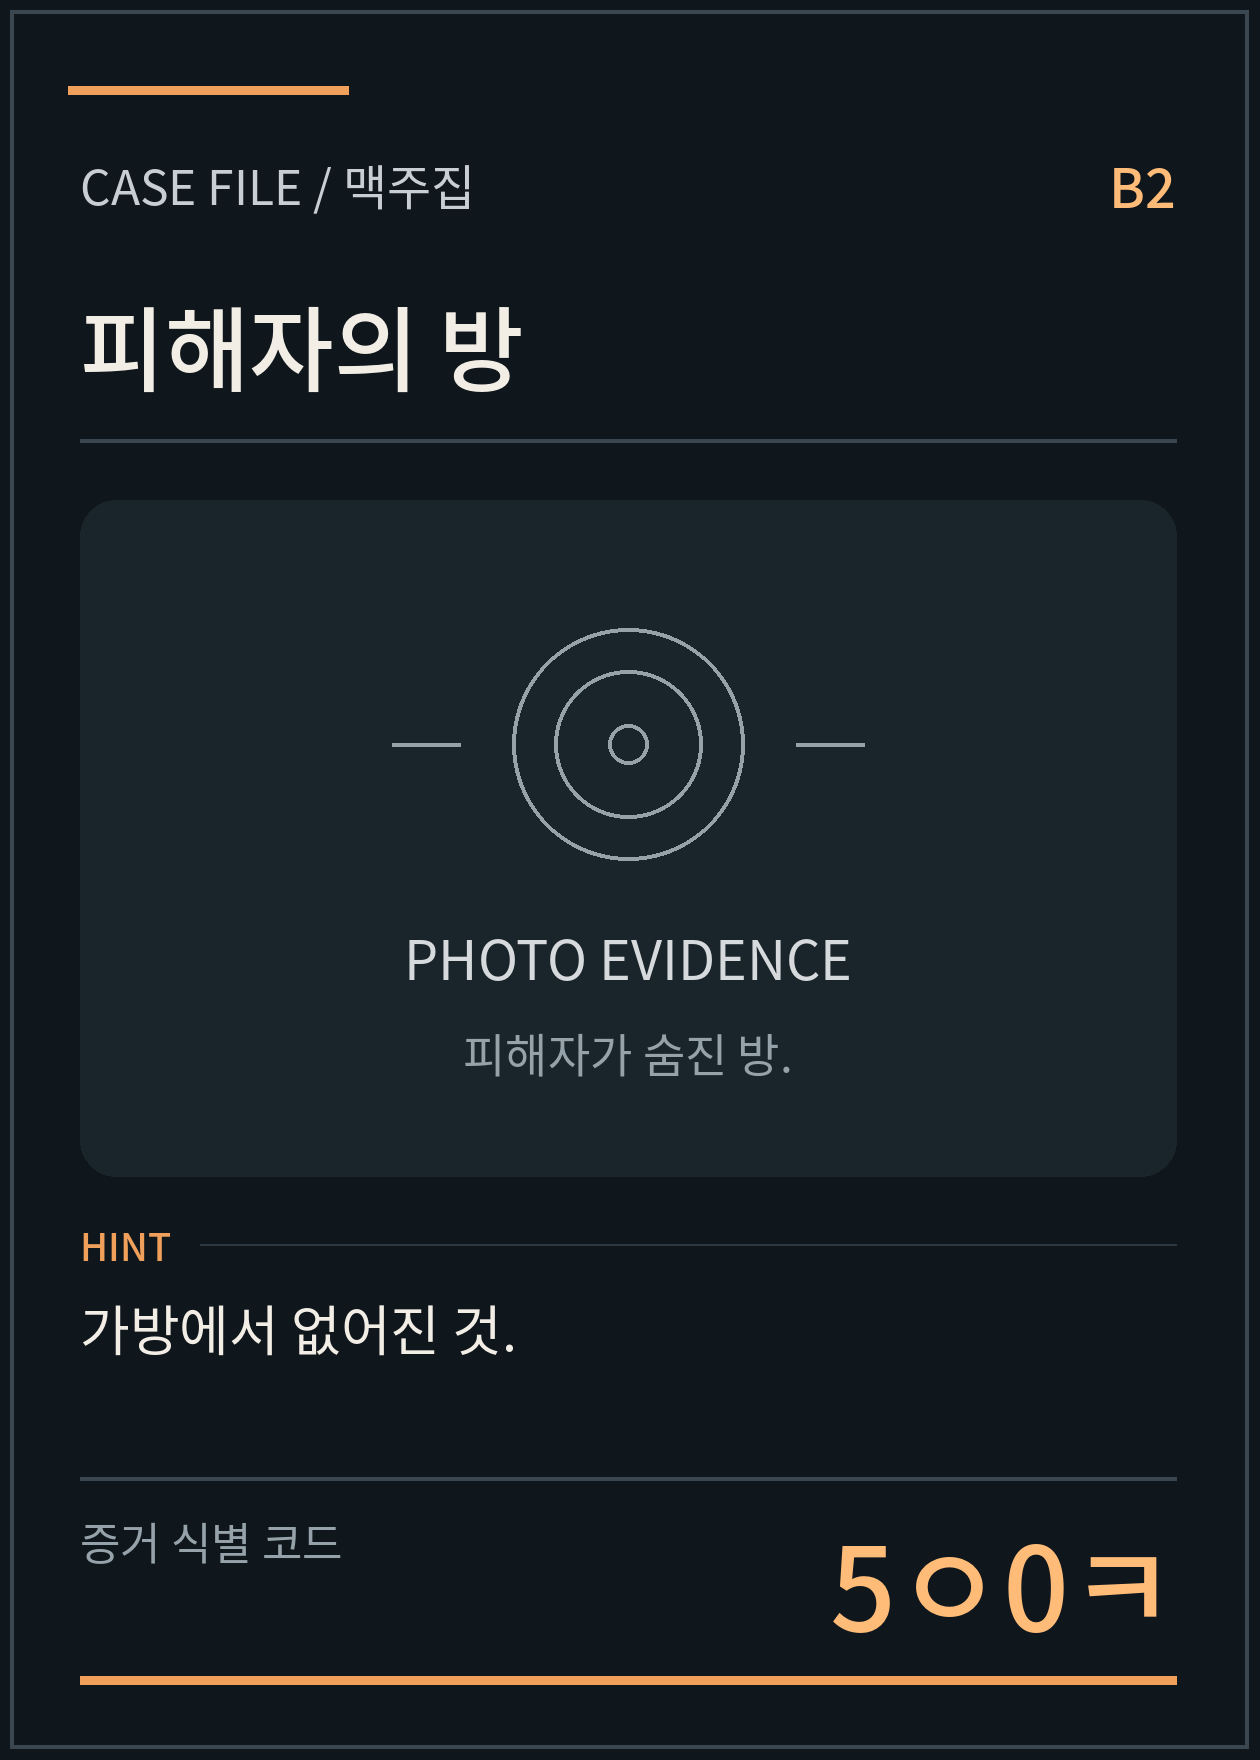 CASE FILE / 맥주집
B2
피해자의 방
PHOTO EVIDENCE
피해자가 숨진 방.
HINT
가방에서 없어진 것.
증거 식별 코드
5ㅇ0ㅋ